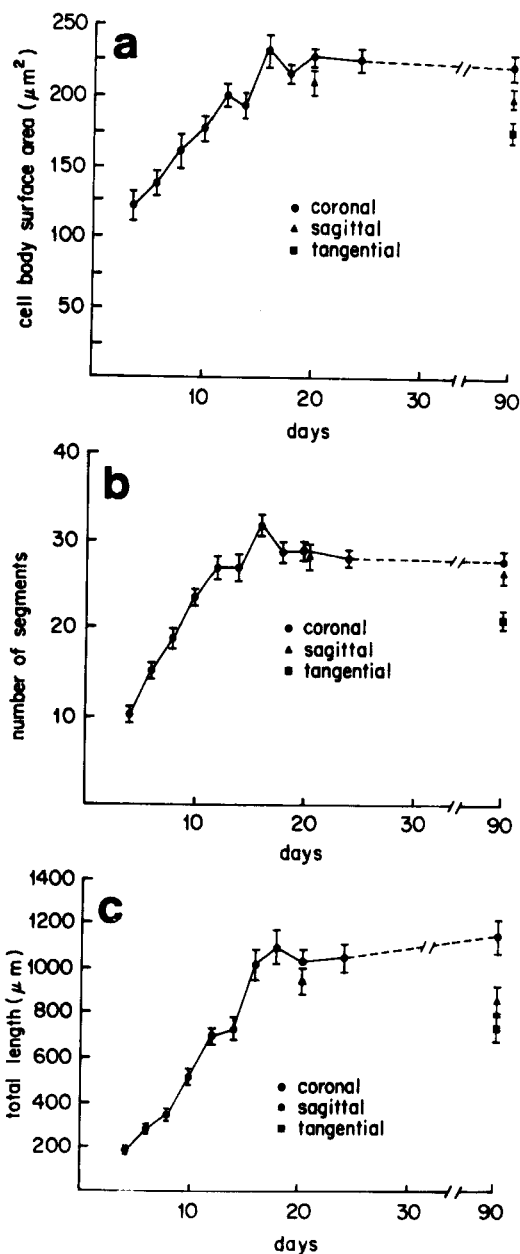 a
cell body surface area (μm²)
250
200
150
100
50
● coronal
▲ sagittal
■ tangential
10
20
30
90
days
b
number of segments
40
30
20
10
● coronal
▲ sagittal
■ tangential
10
20
30
90
days
c
total length (μm)
1400
1200
1000
800
600
400
200
● coronal
● sagittal
■ tangential
10
20
30
90
days